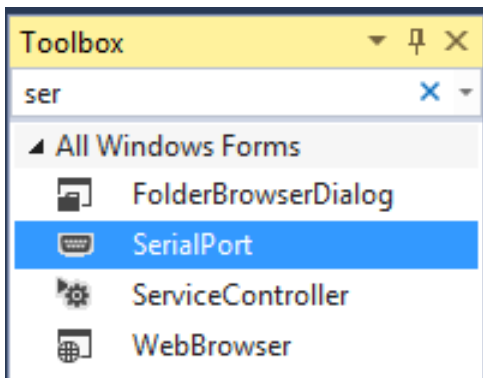 Toolbox
ser
All Windows Forms
FolderBrowserDialog
SerialPort
ServiceController
WebBrowser